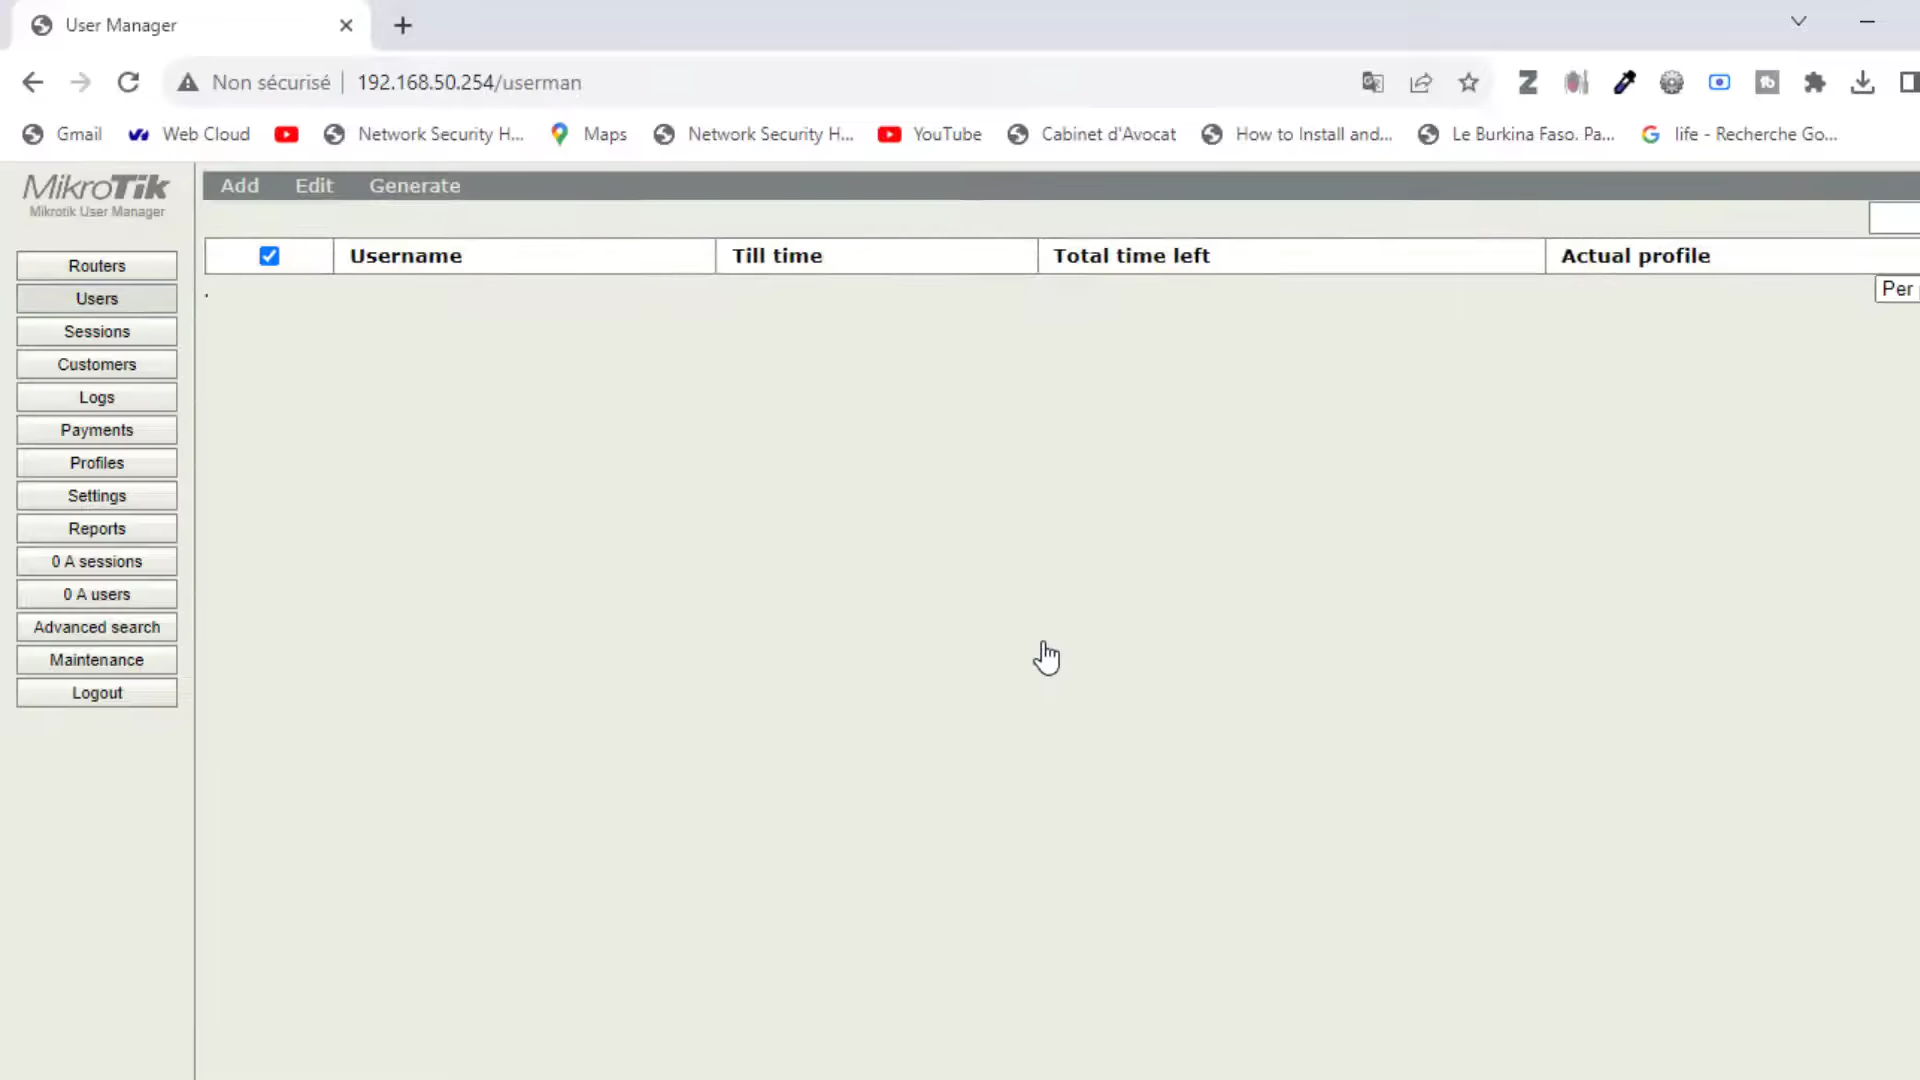 User Manager
Non sécurisé 192.168.50.254/userman
Gmail Web Cloud Network Security H... Maps Network Security H... YouTube Cabinet d'Avocat How to Install and... Le Burkina Faso. Pa... life - Recherche Go...
MikroTik
Mikrotik User Manager
Add Edit Generate
Username Till time Total time left Actual profile
Per
Routers
Users
Sessions
Customers
Logs
Payments
Profiles
Settings
Reports
0 A sessions
0 A users
Advanced search
Maintenance
Logout